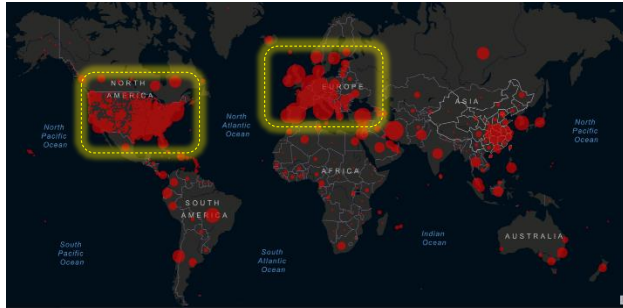 NORTH
AMERICA
EUROPE
ASIA
North
Pacific
Ocean
North
Atlantic
Ocean
North
Pacific
Ocean
AFRICA
SOUTH
AMERICA
Indian
Ocean
AUSTRALIA
South
Pacific
Ocean
South
Atlantic
Ocean